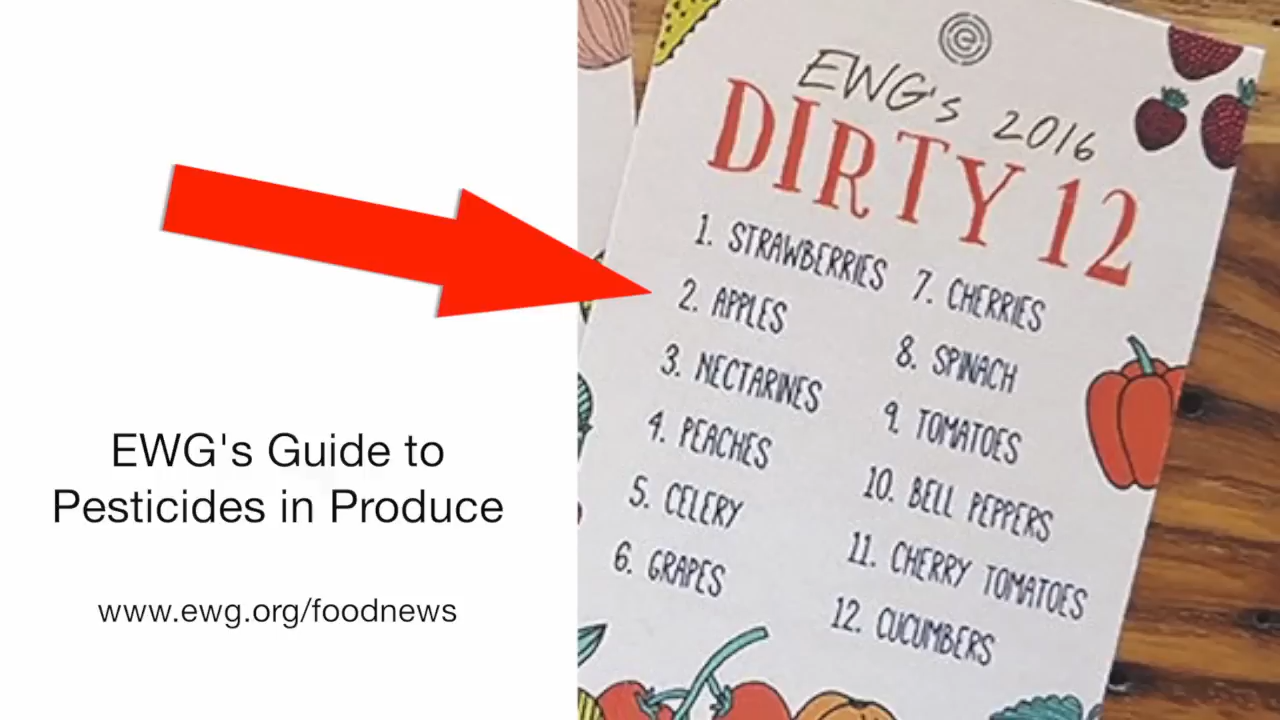 EWG's Guide to
Pesticides in Produce
www.ewg.org/foodnews
EWG's 2016
DIRTY 12
1. STRAWBERRIES
2. APPLES
3. NECTARINES
4. PEACHES
5. CELERY
6. GRAPES
7. CHERRIES
8. SPINACH
9. TOMATOES
10. BELL PEPPERS
11. CHERRY TOMATOES
12. CUCUMBERS